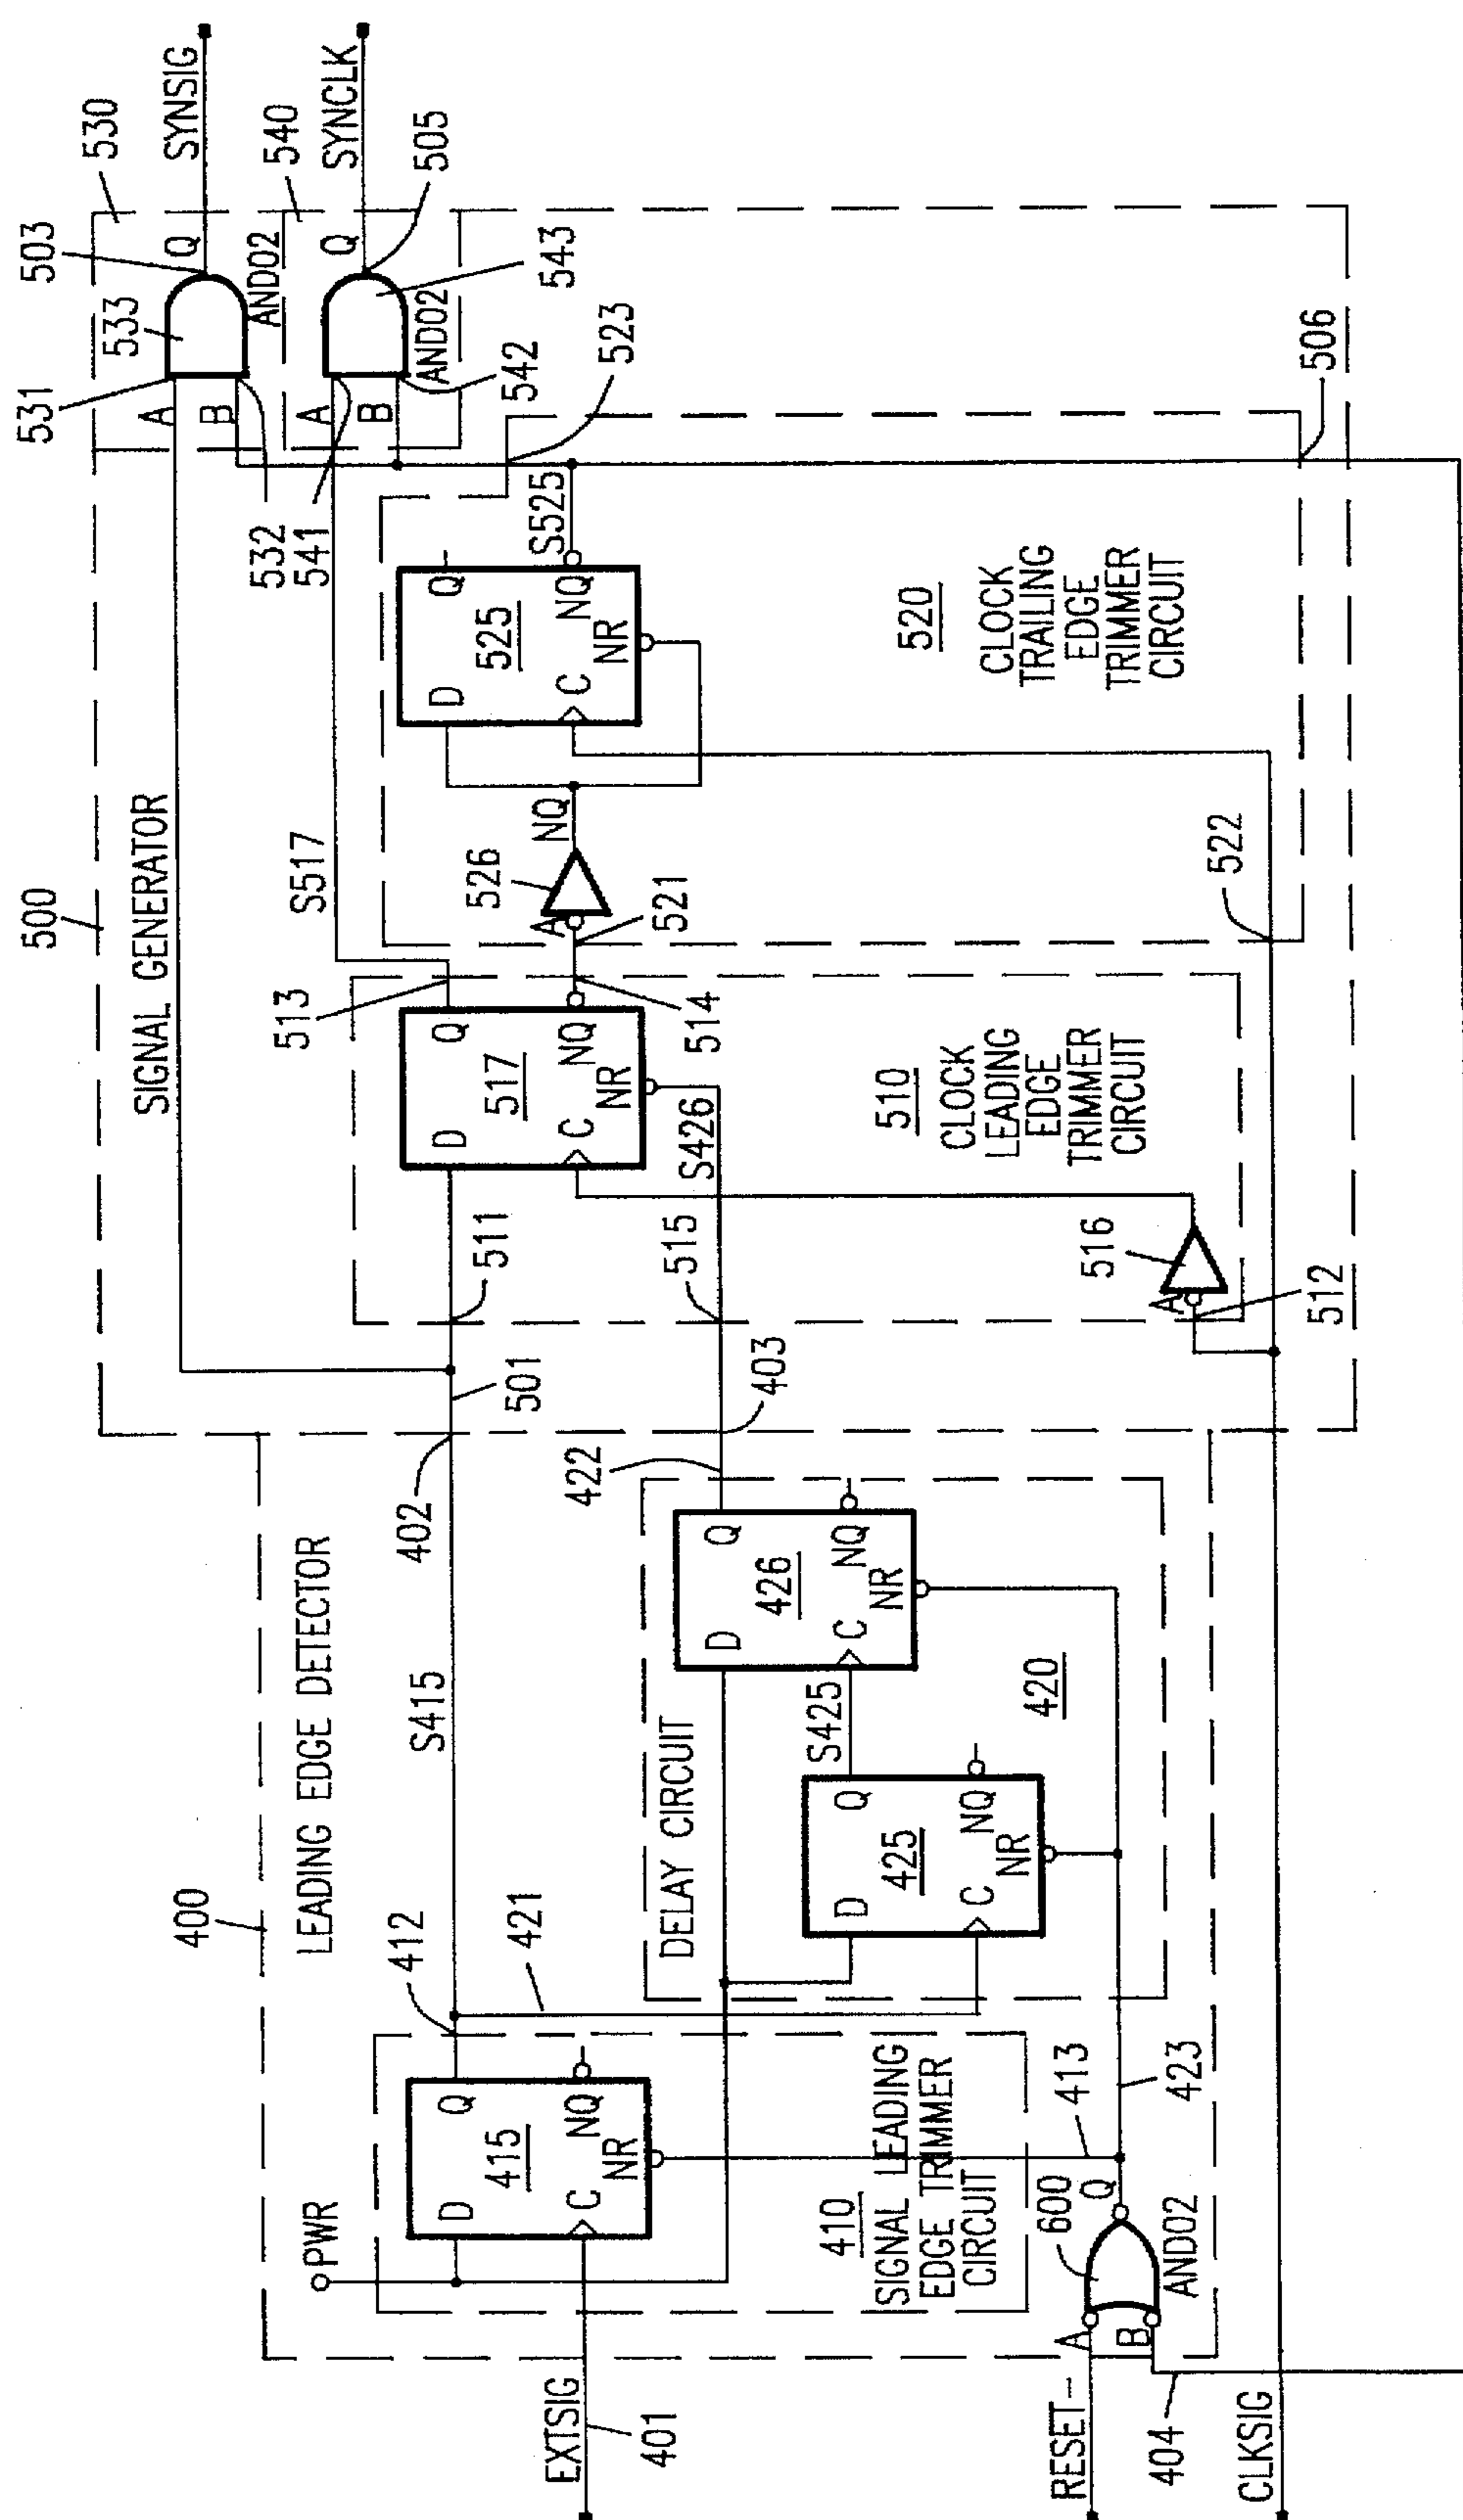 500
SIGNAL GENERATOR
530
503
Q
SYNSIG
533
531
A
B
AND02
532
540
Q
SYNCLK
505
543
541
A
B
AND02
542
523
S517
513
514
D
Q
517
C
NQ
NR
511
510
CLOCK
LEADING
EDGE
TRIMMER
CIRCUIT
S426
515
516
A
512
526
A
NQ
521
D
Q
525
C
NQ
NR
S525
520
CLOCK
TRAILING
EDGE
TRIMMER
CIRCUIT
522
506
400
LEADING EDGE DETECTOR
PWR
412
S415
402
501
421
D
Q
415
C
NQ
NR
410
SIGNAL LEADING
EDGE TRIMMER
CIRCUIT
EXTSIG
401
DELAY CIRCUIT
D
Q
425
C
NQ
NR
S425
420
D
Q
426
C
NQ
NR
422
403
600
Q
A
B
AND02
413
423
RESET-
404
CLKSIG